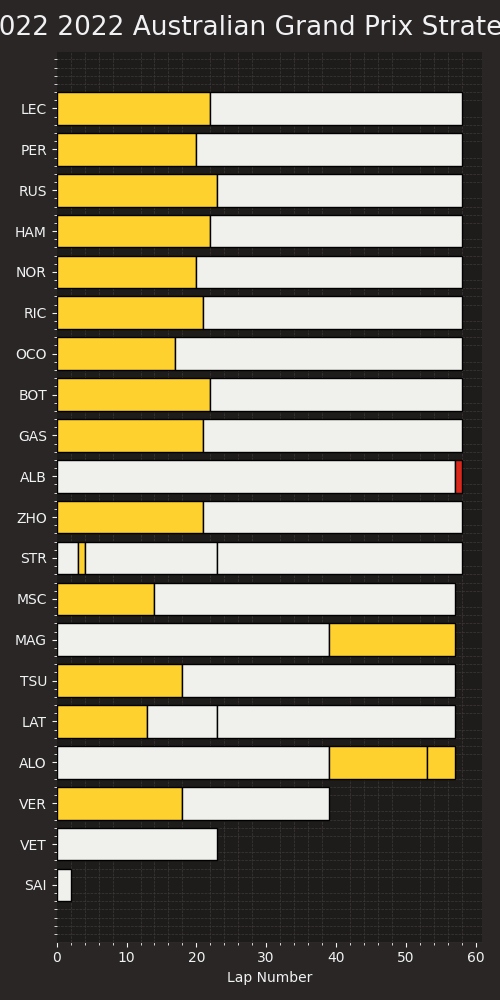 022 2022 Australian Grand Prix Strate
LEC
PER
RUS
HAM
NOR
RIC
OCO
BOT
GAS
ALB
ZHO
STR
MSC
MAG
TSU
LAT
ALO
VER
VET
SAI
0 10 20 30 40 50 60
Lap Number